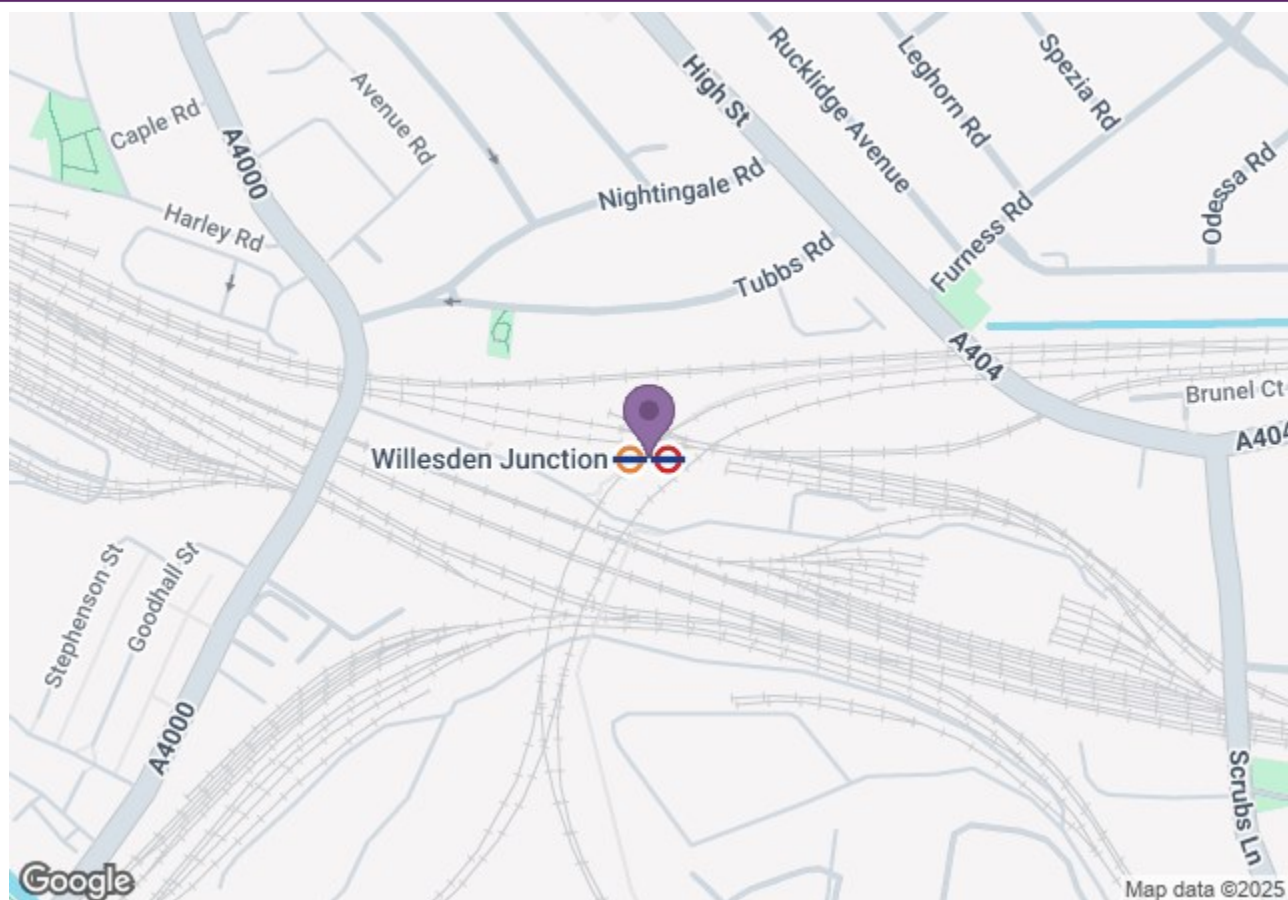 Caple Rd
Avenue Rd
A4000
High St
Rucklidge Avenue
Leghorn Rd
Spezia Rd
Harley Rd
Nightingale Rd
Tubbs Rd
Furness Rd
Odessa Rd
A404
Brunel Ct
A404
Willesden Junction
Stephenson St
Goodhall St
A4000
Scrubs Ln
Google
Map data ©2025